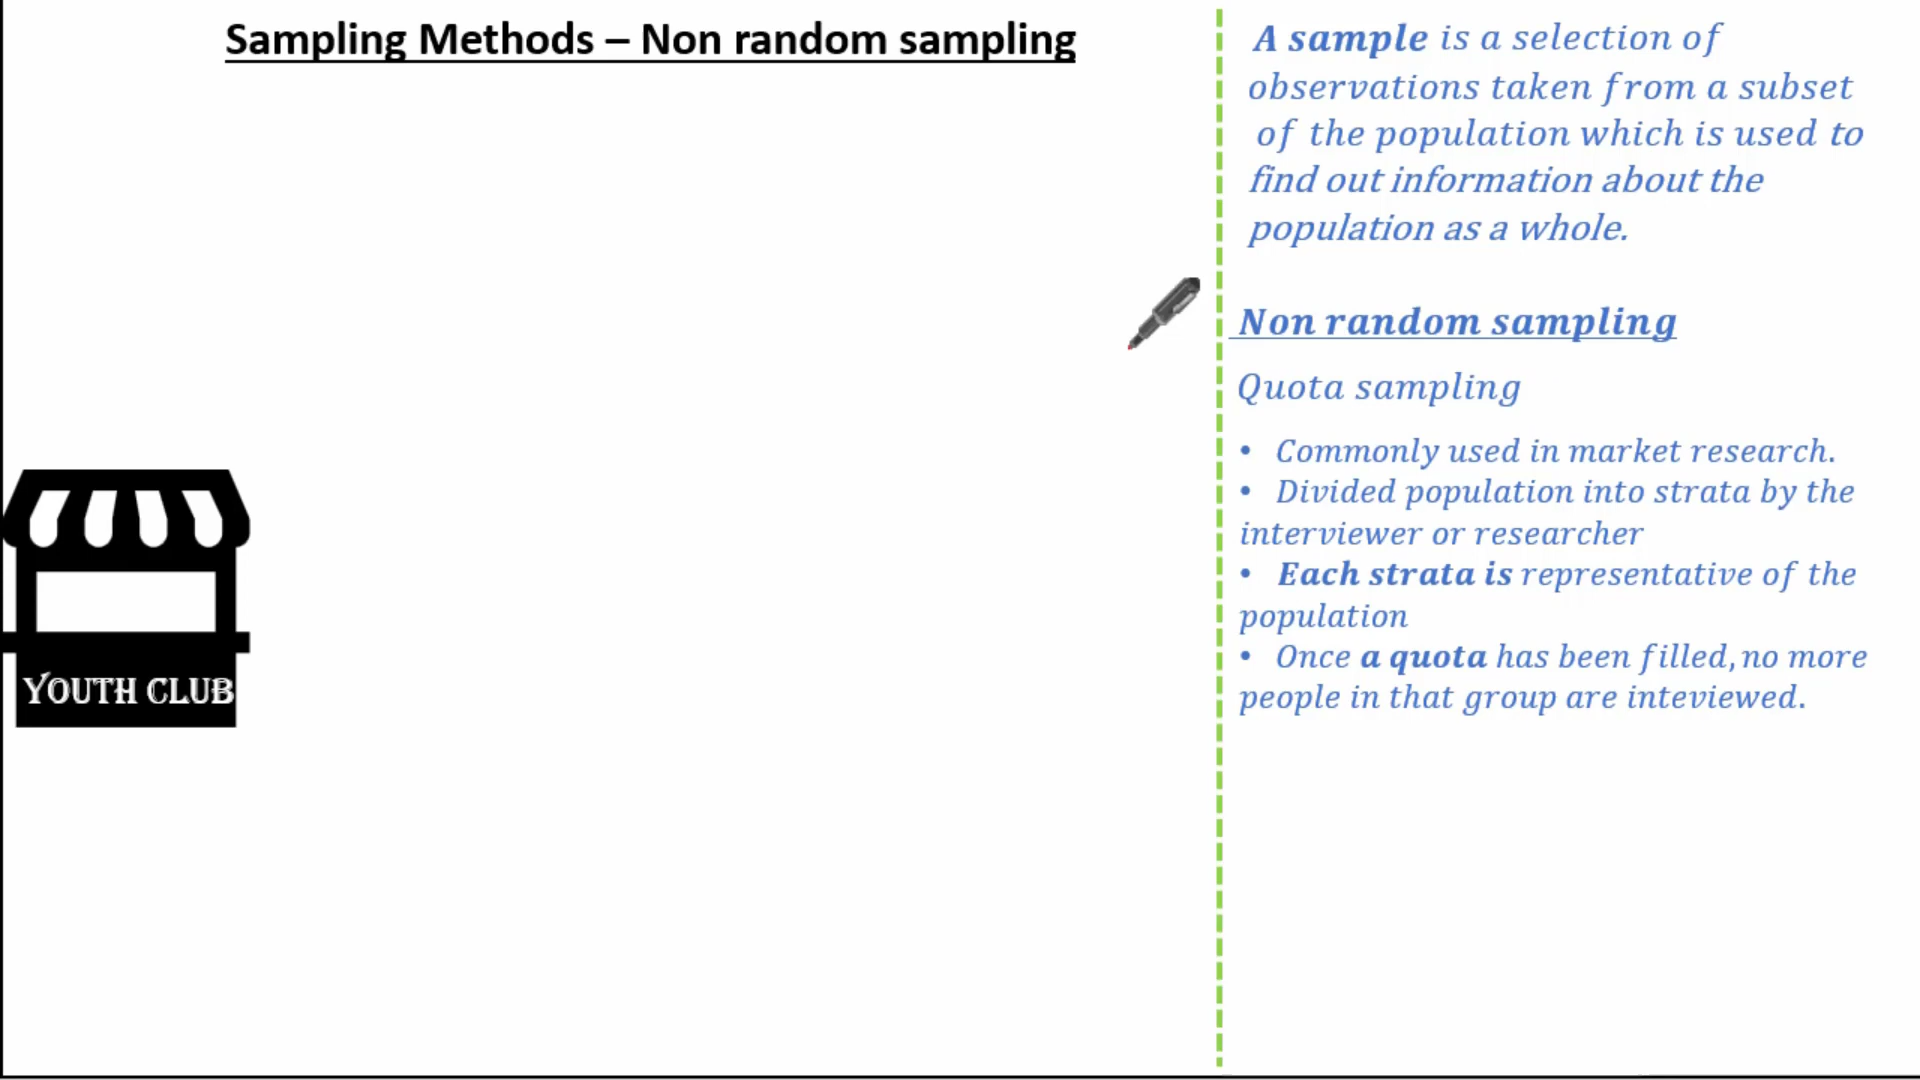 Sampling Methods – Non random sampling
A sample is a selection of
observations taken from a subset
of the population which is used to
find out information about the
population as a whole.
Non random sampling
Quota sampling
• Commonly used in market research.
• Divided population into strata by the
interviewer or researcher
• Each strata is representative of the
population
• Once a quota has been filled, no more
people in that group are inteviewed.
YOUTH CLUB